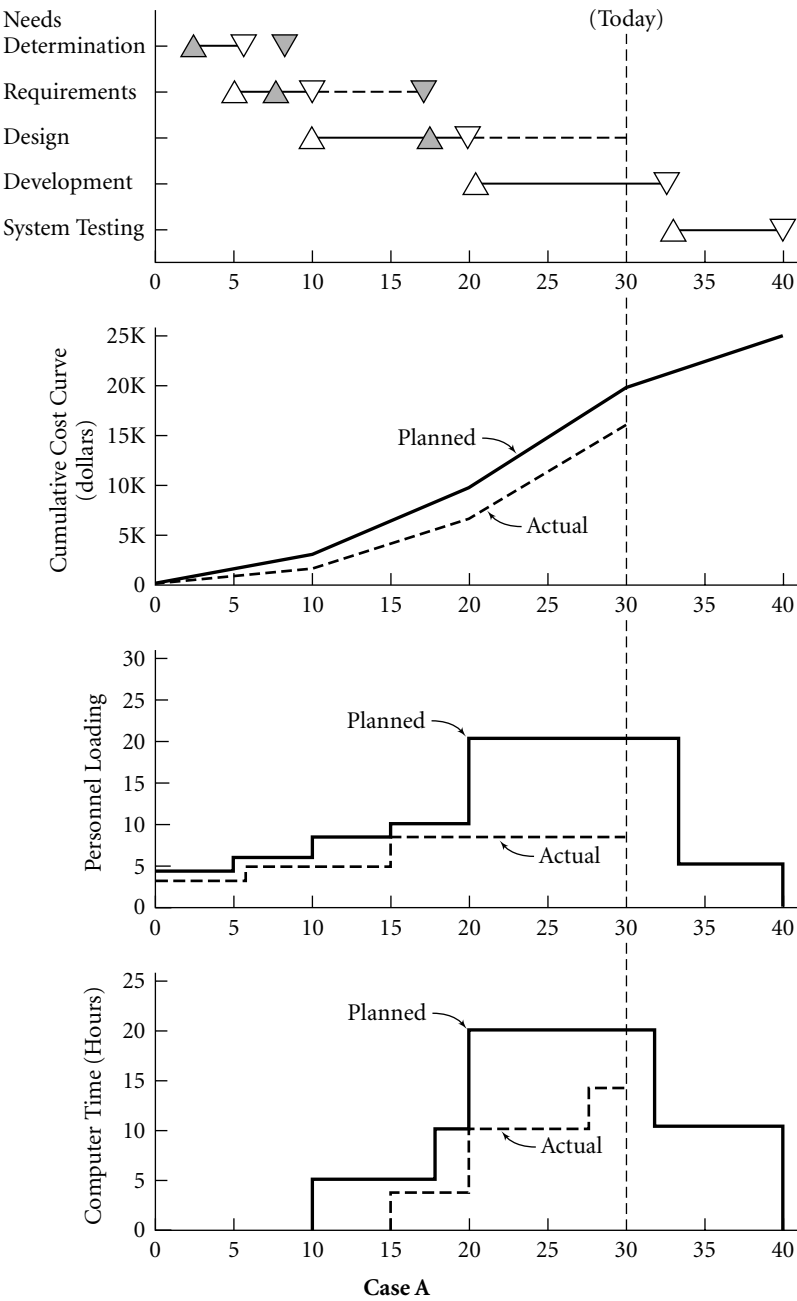 (Today)
Needs
Determination
Requirements
Design
Development
System Testing
0 5 10 15 20 25 30 35 40
Cumulative Cost Curve
(dollars)
25K
20K
15K
10K
5K
0
Planned
Actual
0 5 10 15 20 25 30 35 40
Personnel Loading
30
25
20
15
10
5
0
Planned
Actual
0 5 10 15 20 25 30 35 40
Computer Time (Hours)
25
20
15
10
5
0
Planned
Actual
0 5 10 15 20 25 30 35 40
Case A